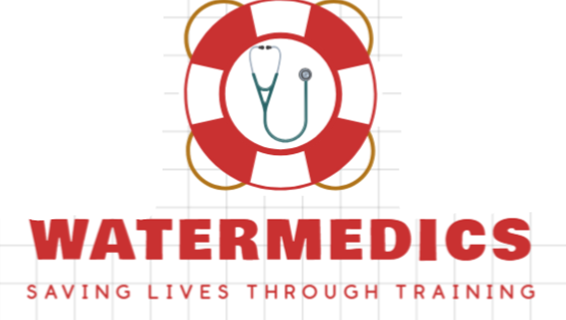 WATERMEDICS
SAVING LIVES THROUGH TRAINING